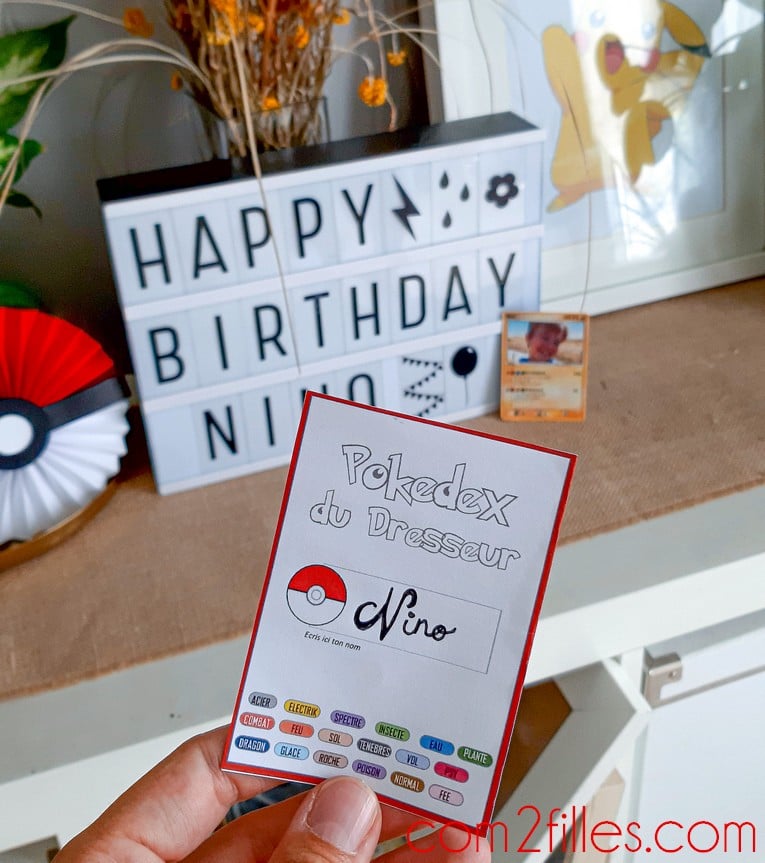 HAPPY
BIRTHDAY
NINO
Pokedex
du Dresseur
Nino
Ecris ici ton nom
ACIER ELECTRIK SPECTRE INSECTE EAU PLANTE
COMBAT FEU SOL TENEBRES VOL PSY
DRAGON GLACE ROCHE POISON NORMAL FEE
com2filles.com